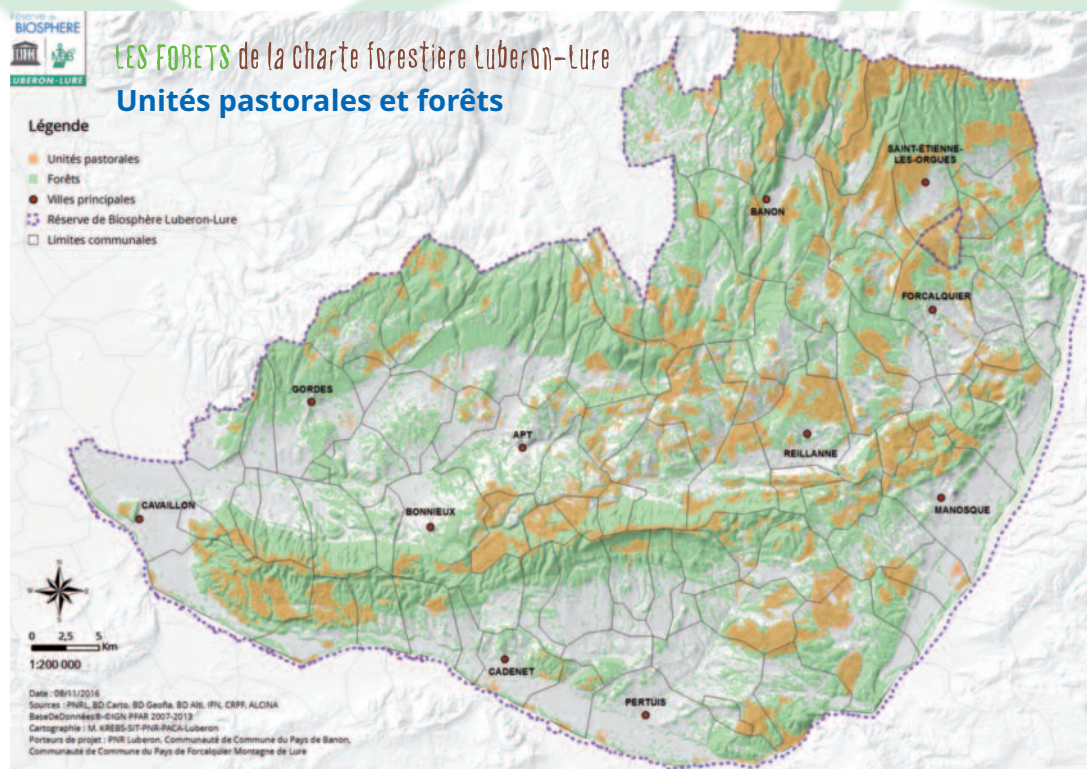 Réserve de
BIOSPHERE
MAB
LUBERON-LURE
LES FORETS de la Charte forestière Luberon-Lure
Unités pastorales et forêts
Légende
Unités pastorales
Forêts
Villes principales
Réserve de Biosphère Luberon-Lure
Limites communales
SAINT-ETIENNE-
LES-ORGUES
BANON
FORCALQUIER
GORDES
APT
REILLANNE
CAVAILLON
BONNIEUX
MANOSQUE
CADENET
PERTUIS
0 2,5 5
Km
1:200 000
Date : 08/11/2016
Sources : PNRL, BD Carto, BD Geofla, BD Alti, IFN, CRPF, ALCINA
BaseDeDonnées®-©IGN PFAR 2007-2013
Cartographie : M. KREBS-SIT-PNR-PACA-Luberon
Porteurs de projet : PNR Luberon, Communauté de Commune du Pays de Banon,
Communauté de Commune du Pays de Forcalquier Montagne de Lure